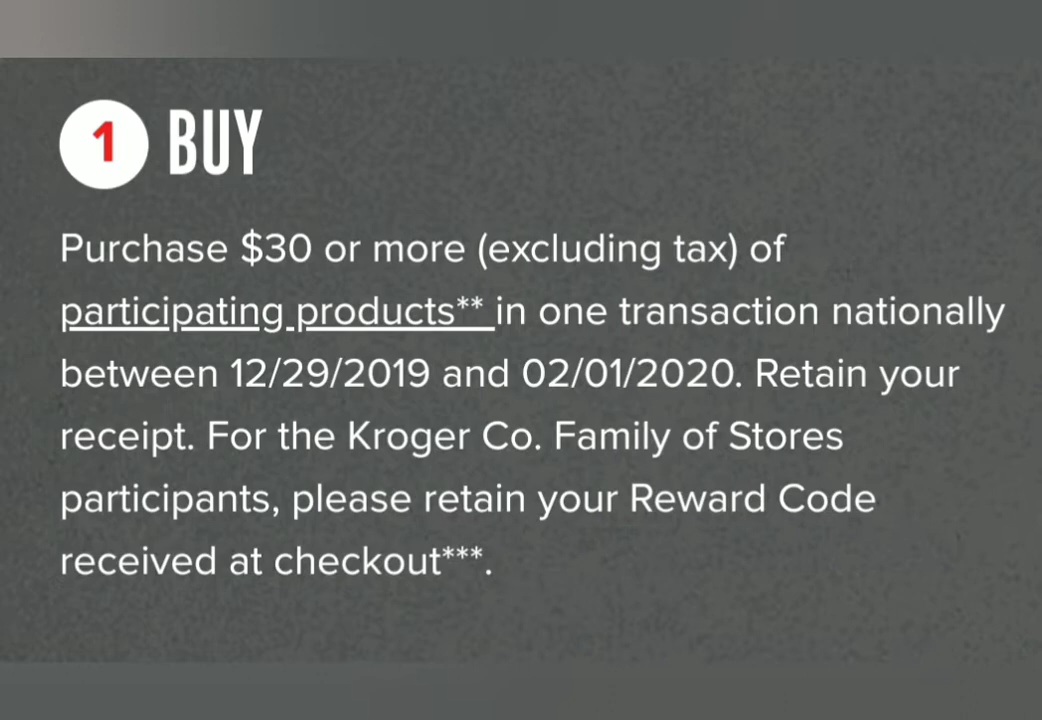 1 BUY
Purchase $30 or more (excluding tax) of
participating products** in one transaction nationally
between 12/29/2019 and 02/01/2020. Retain your
receipt. For the Kroger Co. Family of Stores
participants, please retain your Reward Code
received at checkout***.